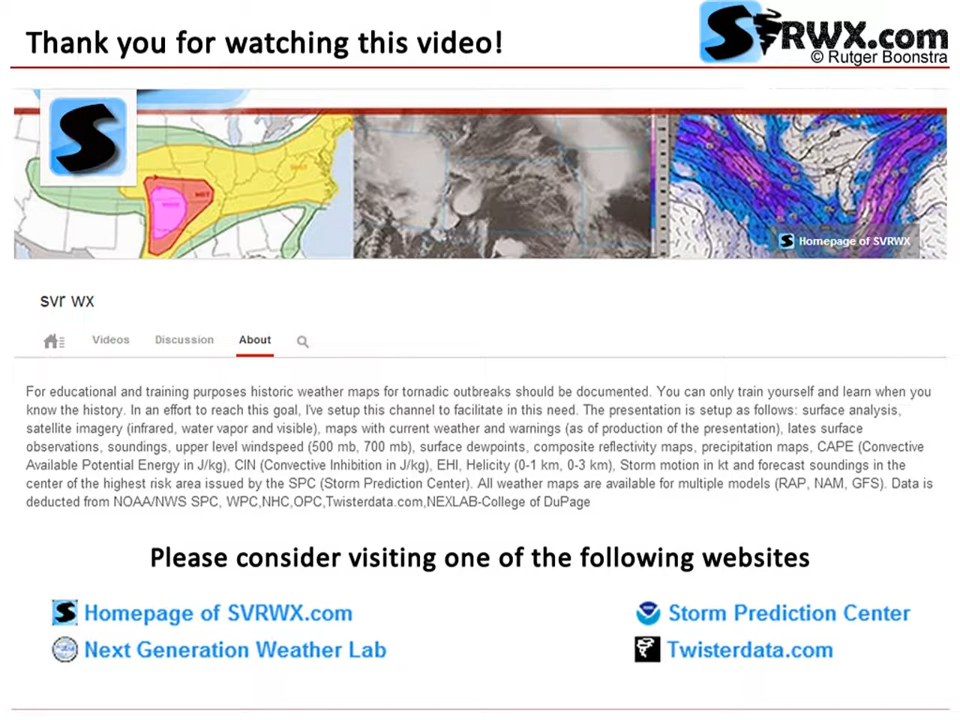 Thank you for watching this video!
SVRWX.com
© Rutger Boonstra
Homepage of SVRWX
svr wx
Videos Discussion About
For educational and training purposes historic weather maps for tornadic outbreaks should be documented. You can only train yourself and learn when you
know the history. In an effort to reach this goal, I've setup this channel to facilitate in this need. The presentation is setup as follows: surface analysis,
satellite imagery (infrared, water vapor and visible), maps with current weather and warnings (as of production of the presentation), lates surface
observations, soundings, upper level windspeed (500 mb, 700 mb), surface dewpoints, composite reflectivity maps, precipitation maps, CAPE (Convective
Available Potential Energy in J/kg), CIN (Convective Inhibition in J/kg), EHI, Helicity (0-1 km, 0-3 km), Storm motion in kt and forecast soundings in the
center of the highest risk area issued by the SPC (Storm Prediction Center). All weather maps are available for multiple models (RAP, NAM, GFS). Data is
deducted from NOAA/NWS SPC, WPC,NHC,OPC,Twisterdata.com,NEXLAB-College of DuPage
Please consider visiting one of the following websites
Homepage of SVRWX.com
Storm Prediction Center
Next Generation Weather Lab
Twisterdata.com